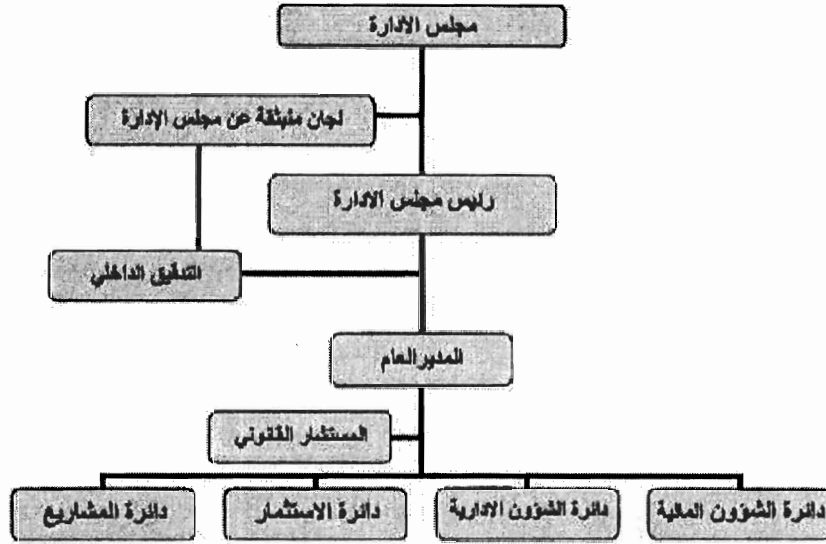 مجلس الادارة
لجان منبثقة عن مجلس الإدارة
رئيس مجلس الادارة
التدقيق الداخلي
المدير العام
المستشار القانوني
دائرة الشؤون المالية
دائرة الشؤون الادارية
دائرة الاستثمار
دائرة المشاريع